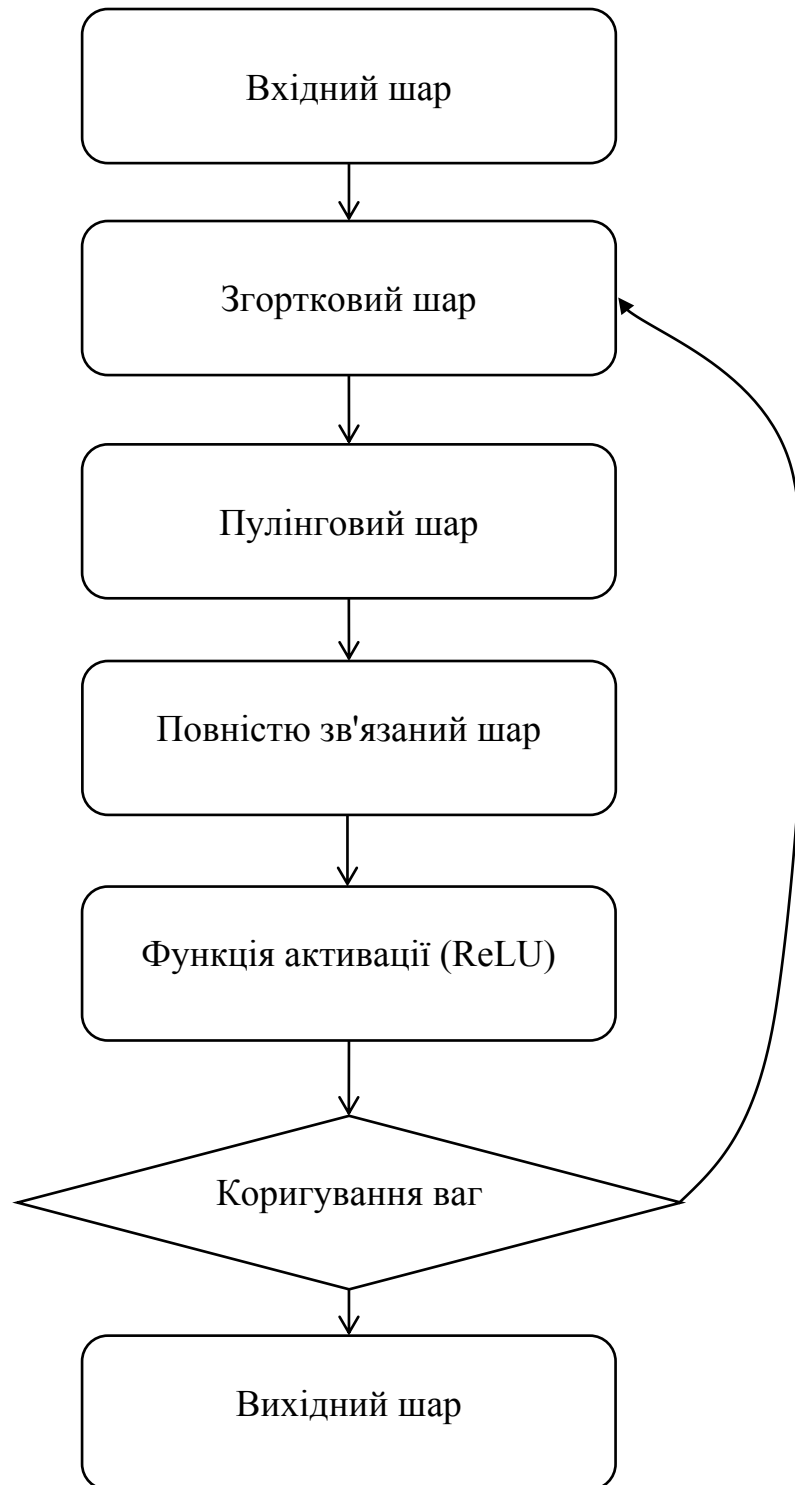 Вхідний шар
Згортковий шар
Пулінговий шар
Повністю зв'язаний шар
Функція активації (ReLU)
Коригування ваг
Вихідний шар